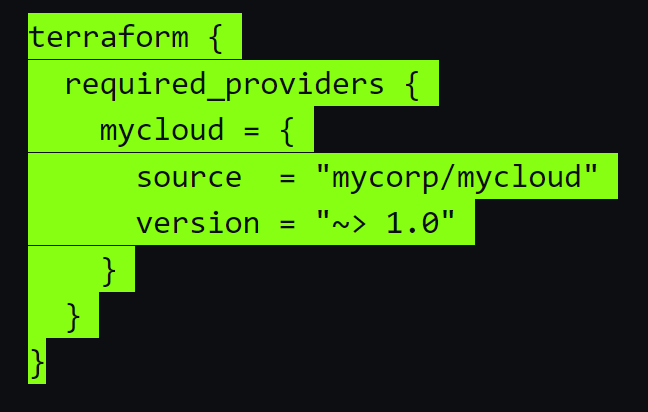 terraform {
  required_providers {
    mycloud = {
      source  = "mycorp/mycloud"
      version = "~> 1.0"
    }
  }
}